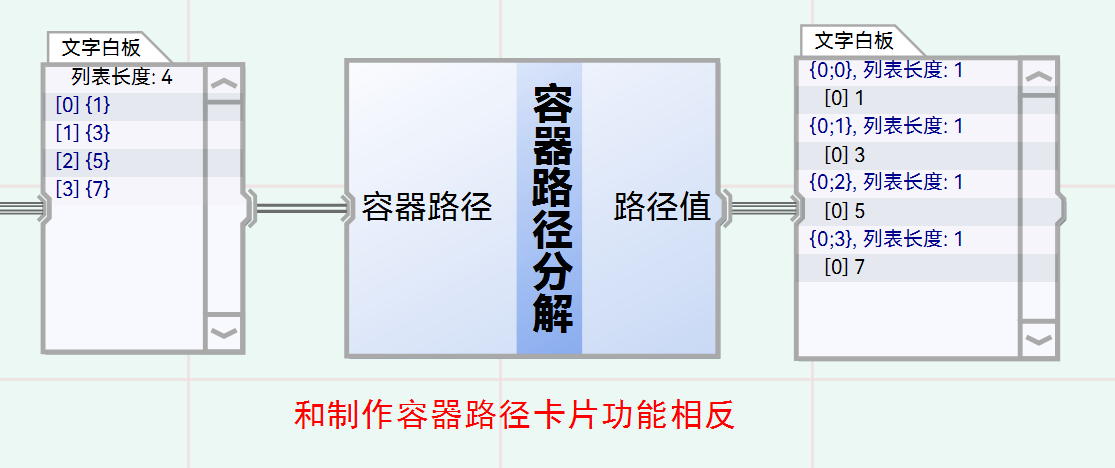 文字白板
列表长度: 4
[0] {1}
[1] {3}
[2] {5}
[3] {7}
容器路径
容器路径分解
路径值
文字白板
{0;0}, 列表长度: 1
[0] 1
{0;1}, 列表长度: 1
[0] 3
{0;2}, 列表长度: 1
[0] 5
{0;3}, 列表长度: 1
[0] 7
和制作容器路径卡片功能相反